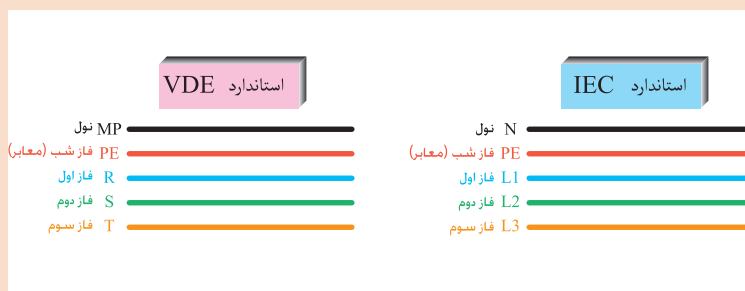 استاندارد IEC
N نول
PE فاز شب (معابر)
L1 فاز اول
L2 فاز دوم
L3 فاز سوم
استاندارد VDE
MP نول
PE فاز شب (معابر)
R فاز اول
S فاز دوم
T فاز سوم